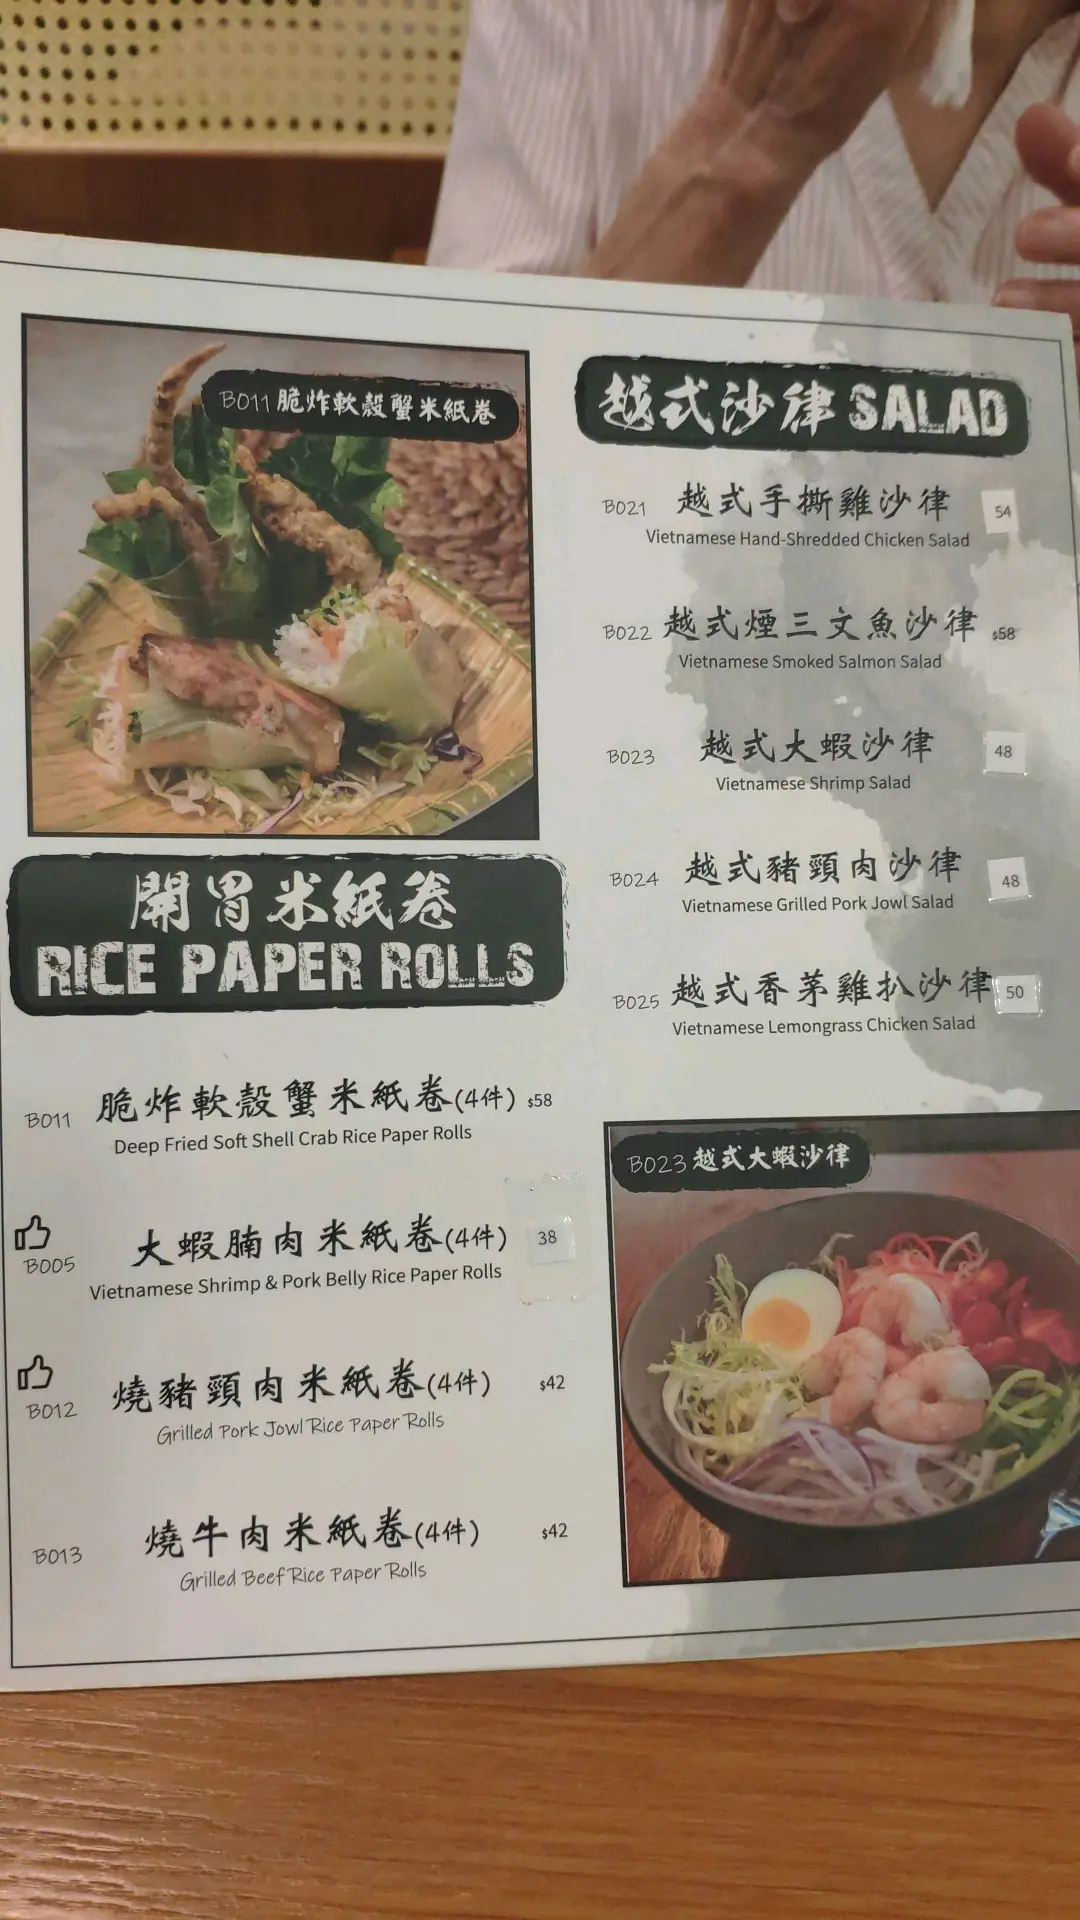 B011 脆炸軟殼蟹米紙卷
開胃米紙卷
RICE PAPER ROLLS
B011 脆炸軟殼蟹米紙卷(4件) $58
Deep Fried Soft Shell Crab Rice Paper Rolls
B005 大蝦腩肉米紙卷(4件) 38
Vietnamese Shrimp & Pork Belly Rice Paper Rolls
B012 燒豬頸肉米紙卷(4件) $42
Grilled Pork Jowl Rice Paper Rolls
B013 燒牛肉米紙卷(4件) $42
Grilled Beef Rice Paper Rolls
越式沙律 SALAD
B021 越式手撕雞沙律 54
Vietnamese Hand-Shredded Chicken Salad
B022 越式煙三文魚沙律 $58
Vietnamese Smoked Salmon Salad
B023 越式大蝦沙律 48
Vietnamese Shrimp Salad
B024 越式豬頸肉沙律 48
Vietnamese Grilled Pork Jowl Salad
B025 越式香茅雞扒沙律 50
Vietnamese Lemongrass Chicken Salad
B023 越式大蝦沙律